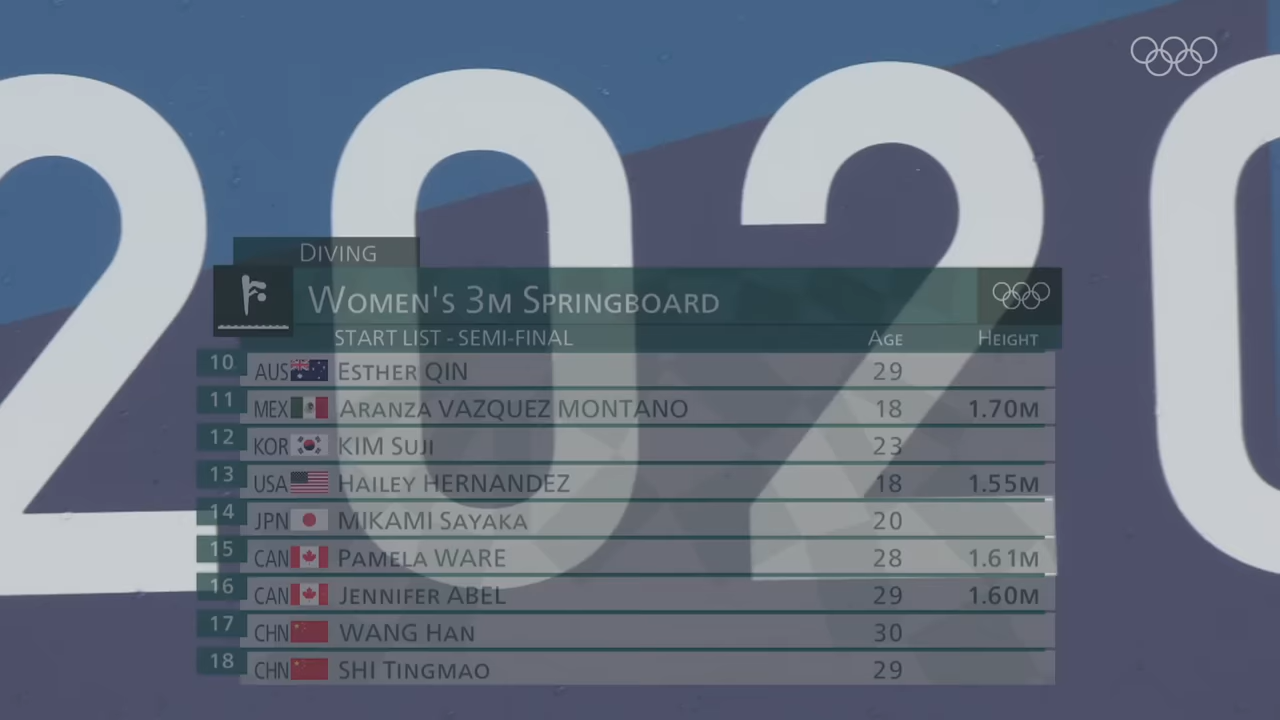 2020
DIVING
WOMEN'S 3M SPRINGBOARD
START LIST - SEMI-FINAL AGE HEIGHT
10 AUS ESTHER QIN 29
11 MEX ARANZA VAZQUEZ MONTANO 18 1.70M
12 KOR KIM SUJI 23
13 USA HAILEY HERNANDEZ 18 1.55M
14 JPN MIKAMI SAYAKA 20
15 CAN PAMELA WARE 28 1.61M
16 CAN JENNIFER ABEL 29 1.60M
17 CHN WANG HAN 30
18 CHN SHI TINGMAO 29